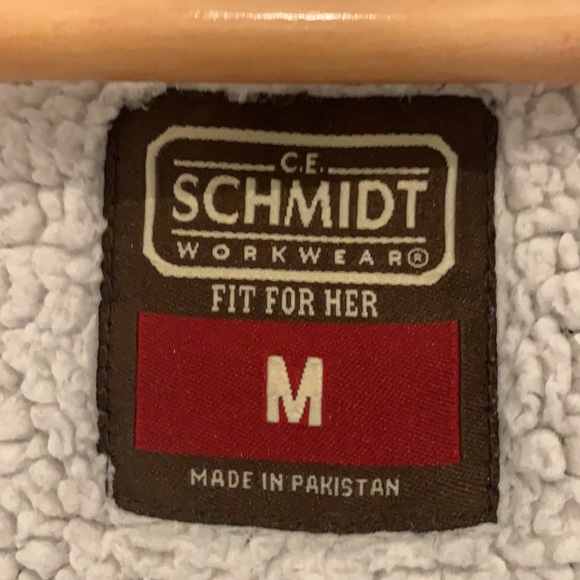 C.E.
SCHMIDT
WORKWEAR®
FIT FOR HER
M
MADE IN PAKISTAN